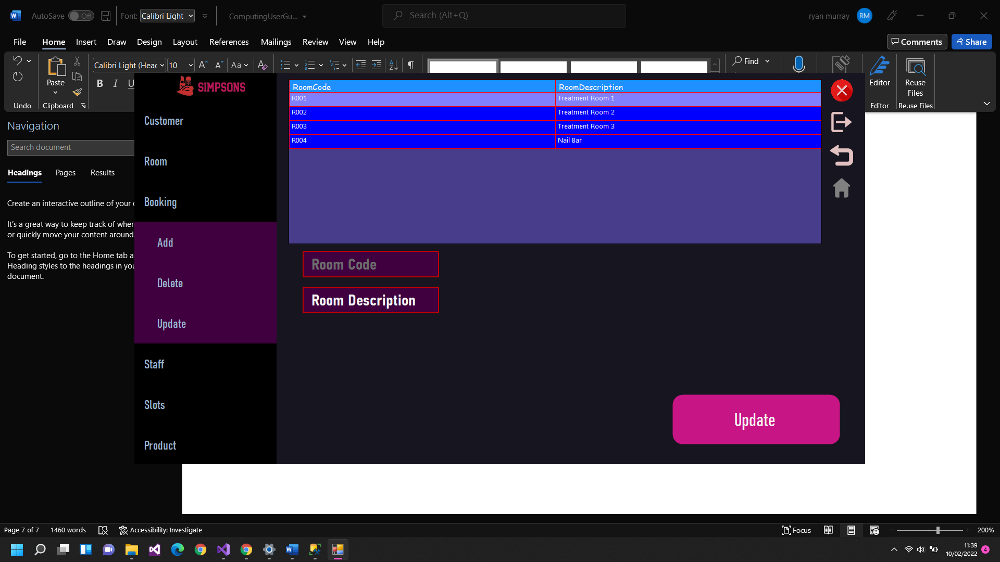 AutoSave Off Font: Calibri Light ComputingUserGu... Search (Alt+Q) ryan murray RM
File Home Insert Draw Design Layout References Mailings Review View Help Comments Share
Calibri Light (Head 10 Aa Find
Paste Editor Reuse Files
B I U
Undo Clipboard Editor Reuse Files
Navigation
Search document
Headings Pages Results
Create an interactive outline of your
It's a great way to keep track of
or quickly move your content around.
To get started, go to the Home tab
Heading styles to the headings in
document.
SIMPSONS
Customer
Room
Booking
Add
Delete
Update
Staff
Slots
Product
RoomCode RoomDescription
R001 Treatment Room 1
R002 Treatment Room 2
R003 Treatment Room 3
R004 Nail Bar
Room Code
Room Description
Update
Page 7 of 7 1460 words Accessibility: Investigate Focus 200%
11:39
10/02/2022 4